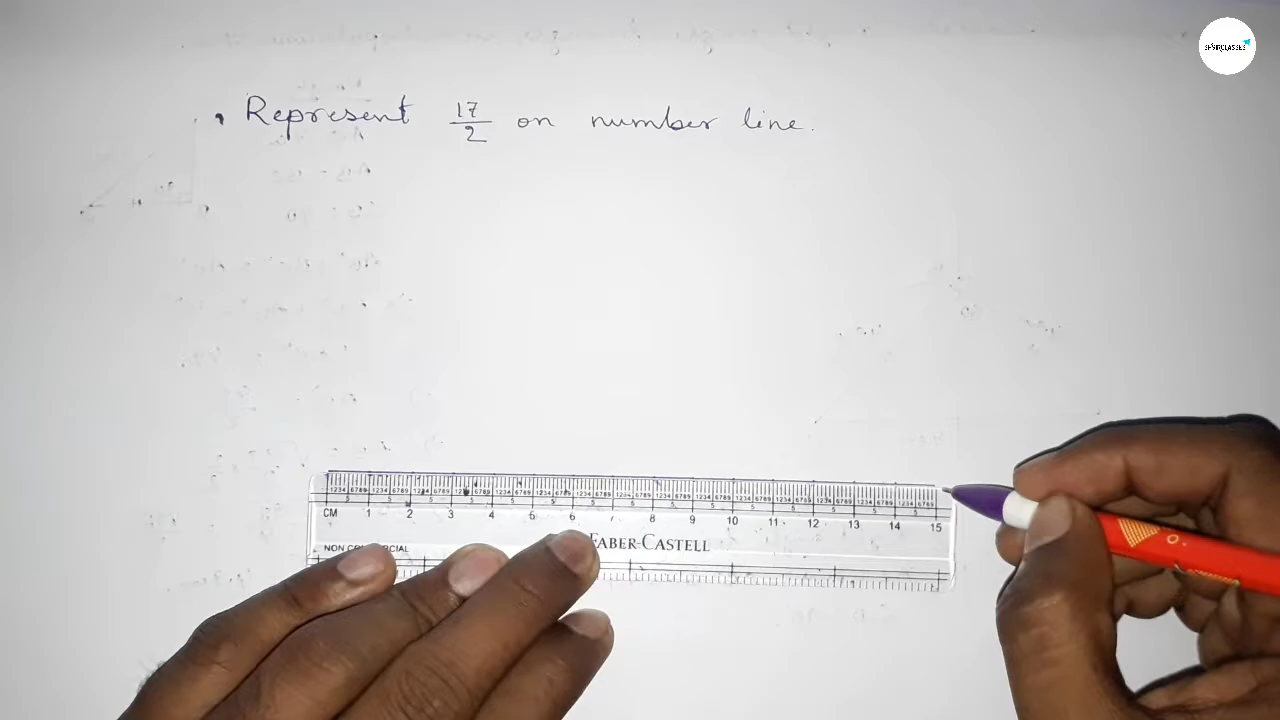 SHSIRCLASSES
• Represent 17/2 on number line.
CM 1 2 3 4 5 6 7 8 9 10 11 12 13 14 15
FABER-CASTELL